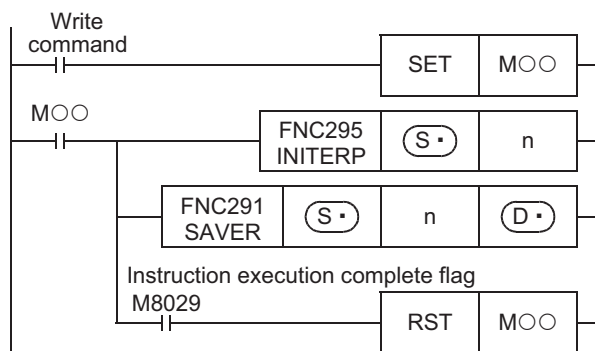 Write
command
SET M○○
M○○
FNC295
INITERP S・ n
FNC291
SAVER S・ n D・
Instruction execution complete flag
M8029
RST M○○